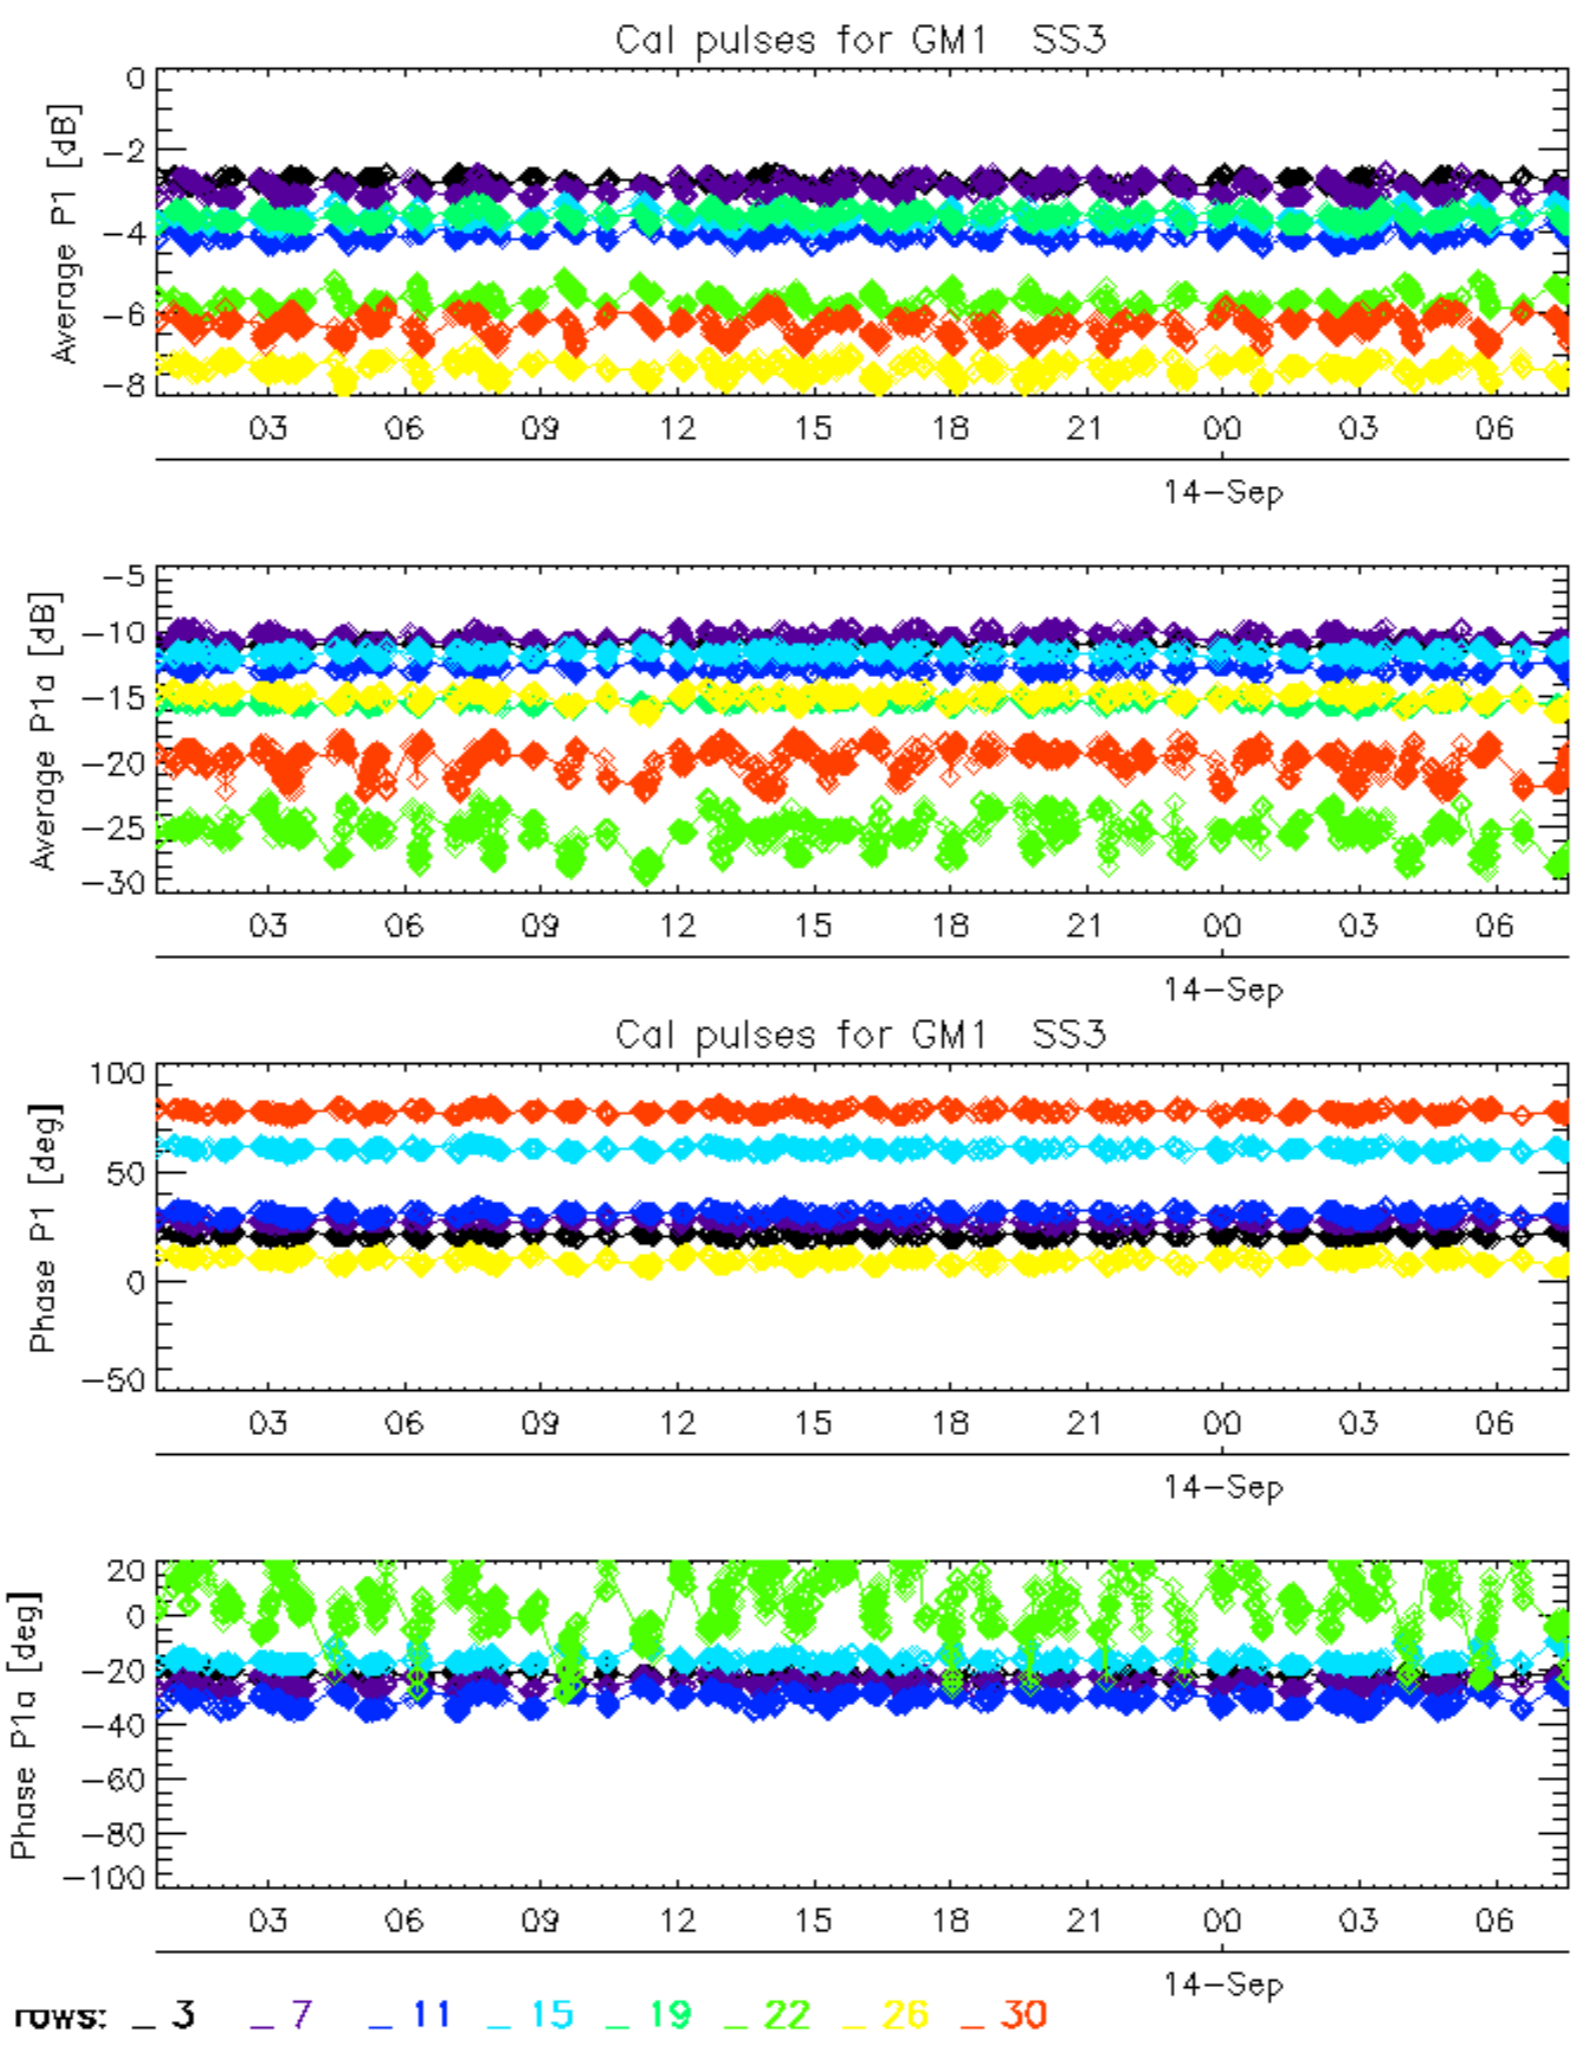 Cal pulses for GM1 SS3
Average P1 [dB]
0
-2
-4
-6
-8
03 06 09 12 15 18 21 00 03 06
14-Sep
Average P1a [dB]
-5
-10
-15
-20
-25
-30
03 06 09 12 15 18 21 00 03 06
14-Sep
Cal pulses for GM1 SS3
Phase P1 [deg]
100
50
0
-50
03 06 09 12 15 18 21 00 03 06
14-Sep
Phase P1a [deg]
20
0
-20
-40
-60
-80
-100
03 06 09 12 15 18 21 00 03 06
14-Sep
rows: _ 3 _ 7 _ 11 _ 15 _ 19 _ 22 _ 26 _ 30